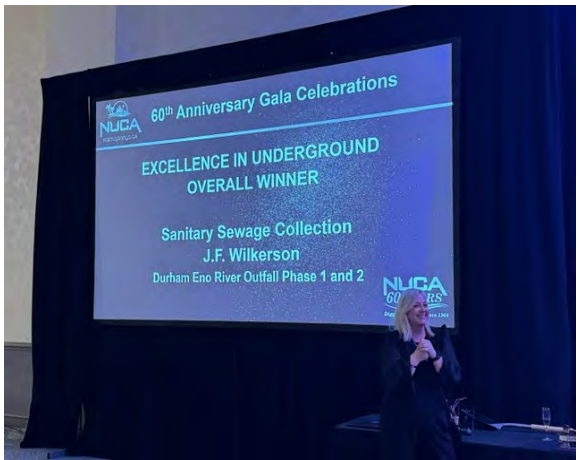 NUCA
60th Anniversary Gala Celebrations
EXCELLENCE IN UNDERGROUND
OVERALL WINNER
Sanitary Sewage Collection
J.F. Wilkerson
Durham Eno River Outfall Phase 1 and 2
NUCA